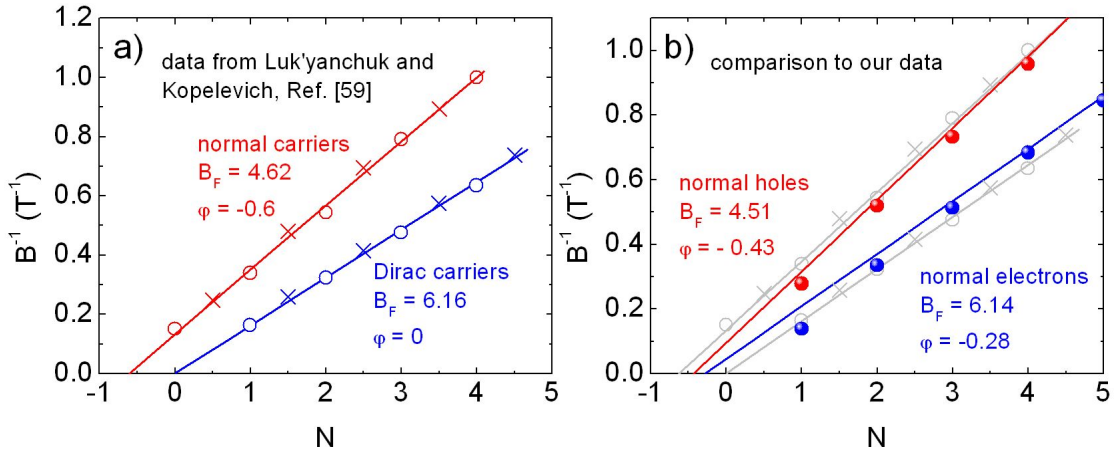 a)
data from Luk'yanchuk and
Kopelevich, Ref. [59]
normal carriers
B_F = 4.62
φ = -0.6
Dirac carriers
B_F = 6.16
φ = 0
B⁻¹ (T⁻¹)
1.2
1.0
0.8
0.6
0.4
0.2
0.0
-1 0 1 2 3 4 5
N
b)
comparison to our data
normal holes
B_F = 4.51
φ = - 0.43
normal electrons
B_F = 6.14
φ = -0.28
B⁻¹ (T⁻¹)
1.0
0.8
0.6
0.4
0.2
0.0
-1 0 1 2 3 4 5
N